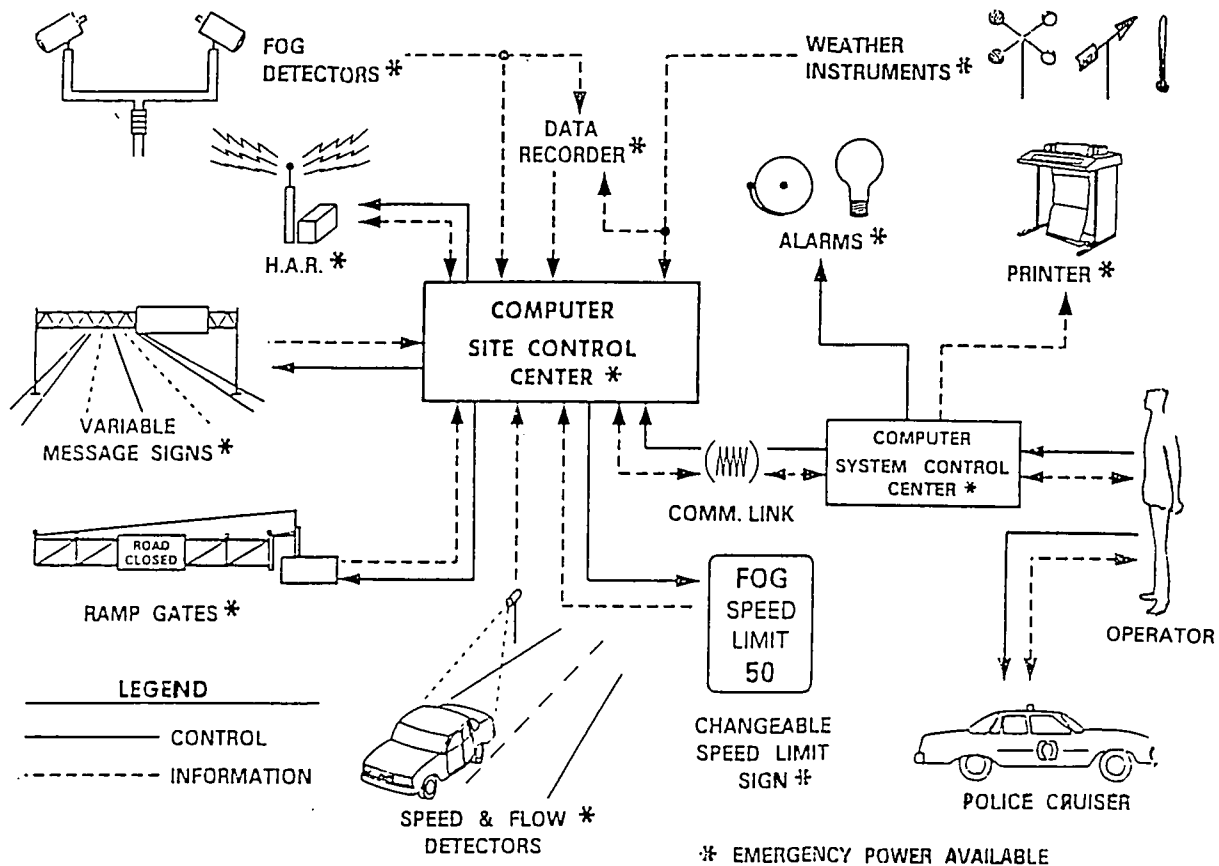 FOG
DETECTORS *
WEATHER
INSTRUMENTS *
DATA
RECORDER *
H.A.R. *
ALARMS *
PRINTER *
COMPUTER
SITE CONTROL
CENTER *
VARIABLE
MESSAGE SIGNS *
COMPUTER
SYSTEM CONTROL
CENTER *
COMM. LINK
ROAD
CLOSED
RAMP GATES *
FOG
SPEED
LIMIT
50
OPERATOR
LEGEND
CONTROL
INFORMATION
CHANGEABLE
SPEED LIMIT
SIGN *
SPEED & FLOW *
DETECTORS
POLICE CRUISER
* EMERGENCY POWER AVAILABLE